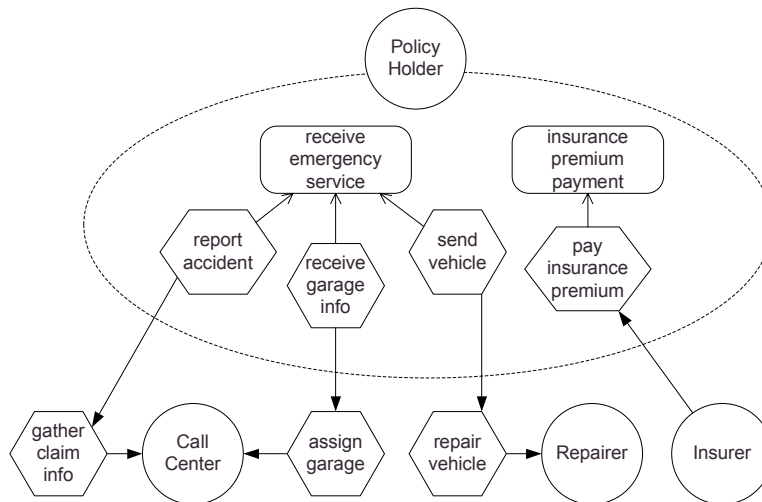 Policy
Holder
receive
emergency
service
insurance
premium
payment
report
accident
receive
garage
info
send
vehicle
pay
insurance
premium
gather
claim
info
Call
Center
assign
garage
repair
vehicle
Repairer
Insurer